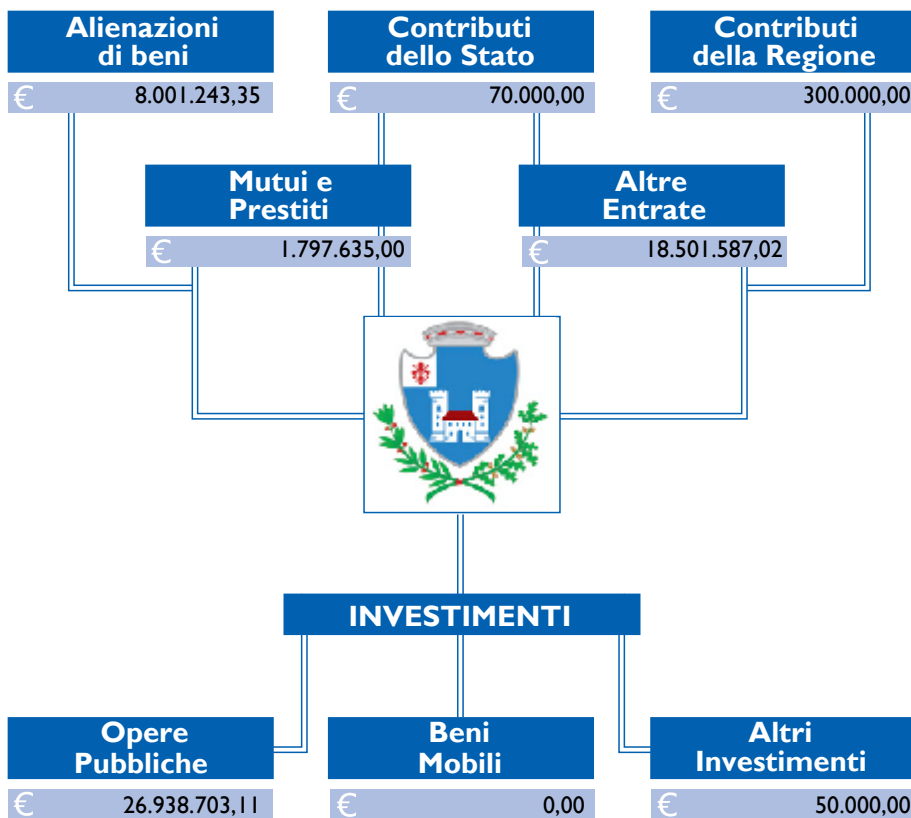 Alienazioni
di beni
€ 8.001.243,35
Contributi
dello Stato
€ 70.000,00
Contributi
della Regione
€ 300.000,00
Mutui e
Prestiti
€ 1.797.635,00
Altre
Entrate
€ 18.501.587,02
INVESTIMENTI
Opere
Pubbliche
€ 26.938.703,11
Beni
Mobili
€ 0,00
Altri
Investimenti
€ 50.000,00